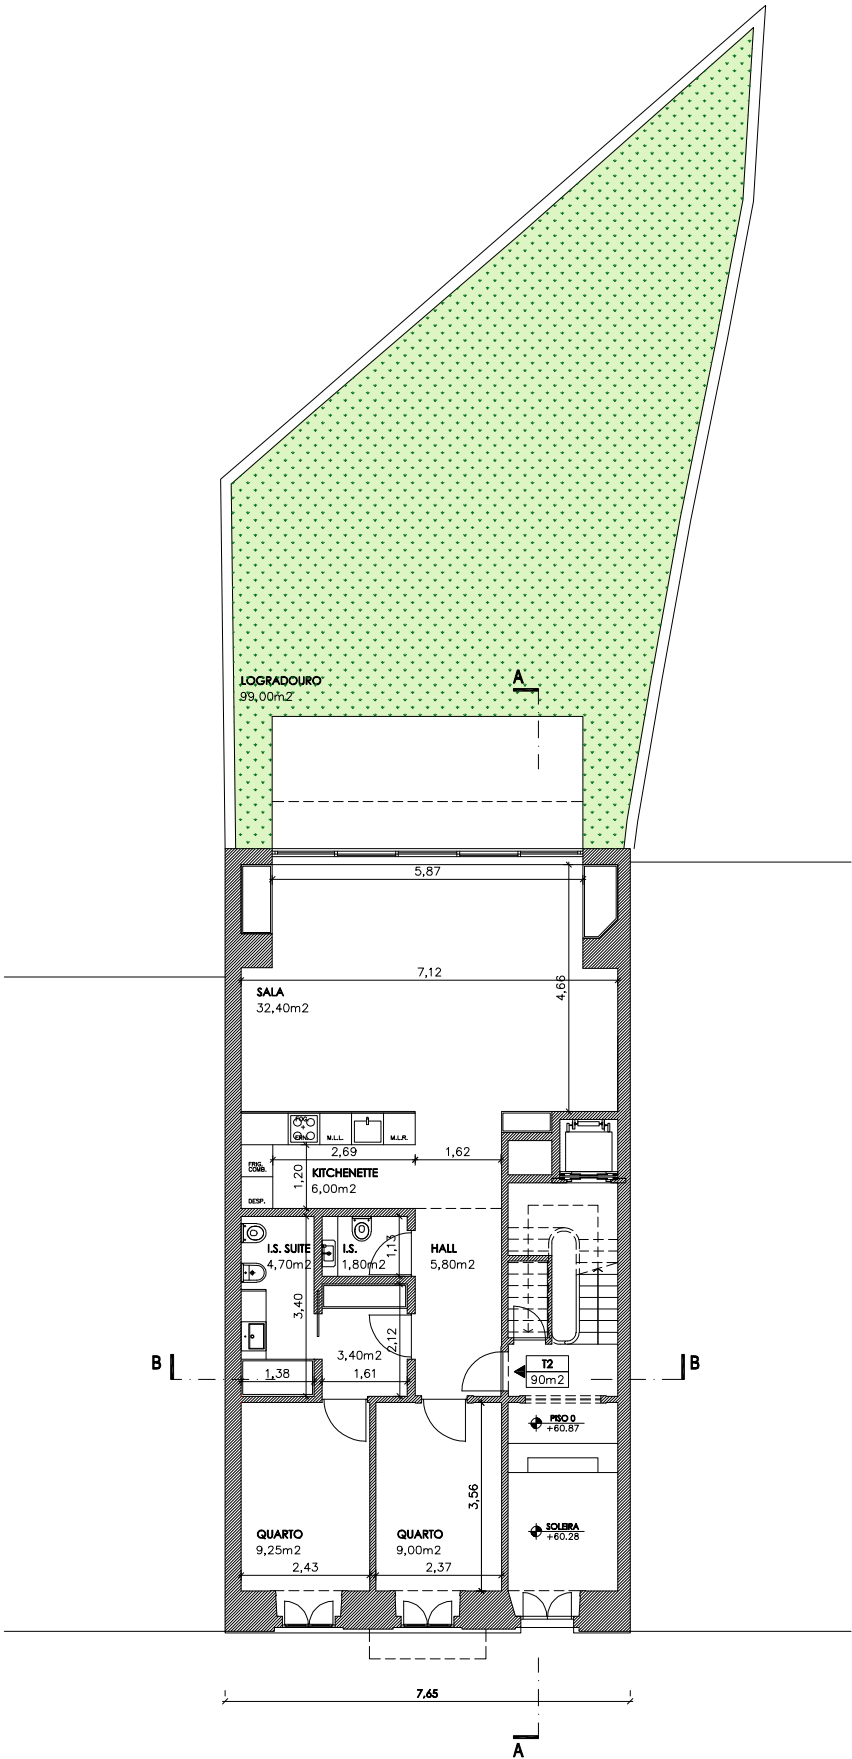 LOGRADOURO
99,00m2
A
5,87
7,12
4,66
SALA
32,40m2
FOG.
FRN.
M.L.L.
M.L.R.
2,69
1,62
FRIG.
COMB.
1,20
KITCHENETTE
6,00m2
DESP.
I.S. SUITE
4,70m2
I.S.
1,80m2
1,13
HALL
5,80m2
3,40
2,12
3,40m2
B
B
T2
90m2
1,38
1,61
PISO 0
+60.87
3,56
QUARTO
9,25m2
QUARTO
9,00m2
SOLEIRA
+60.28
2,43
2,37
7,65
A